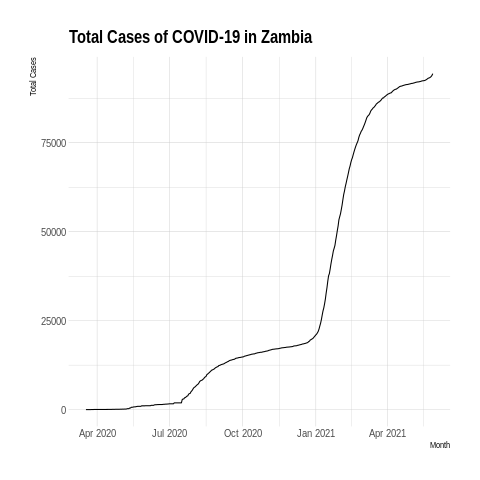 Total Cases of COVID-19 in Zambia
Total Cases
75000
50000
25000
0
Apr 2020 Jul 2020 Oct 2020 Jan 2021 Apr 2021
Month